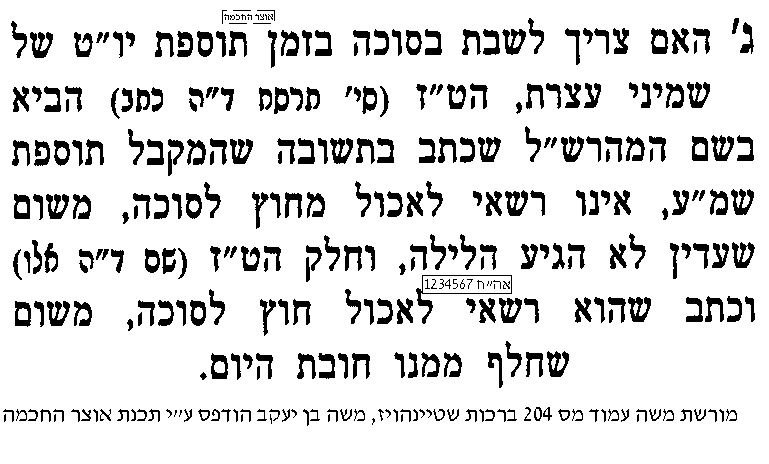 אוצר החכמה
ג' האם צריך לשבת בסוכה בזמן תוספת יו״ט של
שמיני עצרת, הט״ז (סי' תרסח ד״ה כתב) הביא
בשם המהרש״ל שכתב בתשובה שהמקבל תוספת
שמ״ע, אינו רשאי לאכול מחוץ לסוכה, משום
שעדין לא הגיע הלילה, וחלק הט״ז (שם ד״ה אלו)
אח״ח 1234567
וכתב שהוא רשאי לאכול חוץ לסוכה, משום
שחלף ממנו חובת היום.
מורשת משה עמוד מס 204 ברכות שטיינהויז, משה בן יעקב הודפס ע״י תכנת אוצר החכמה